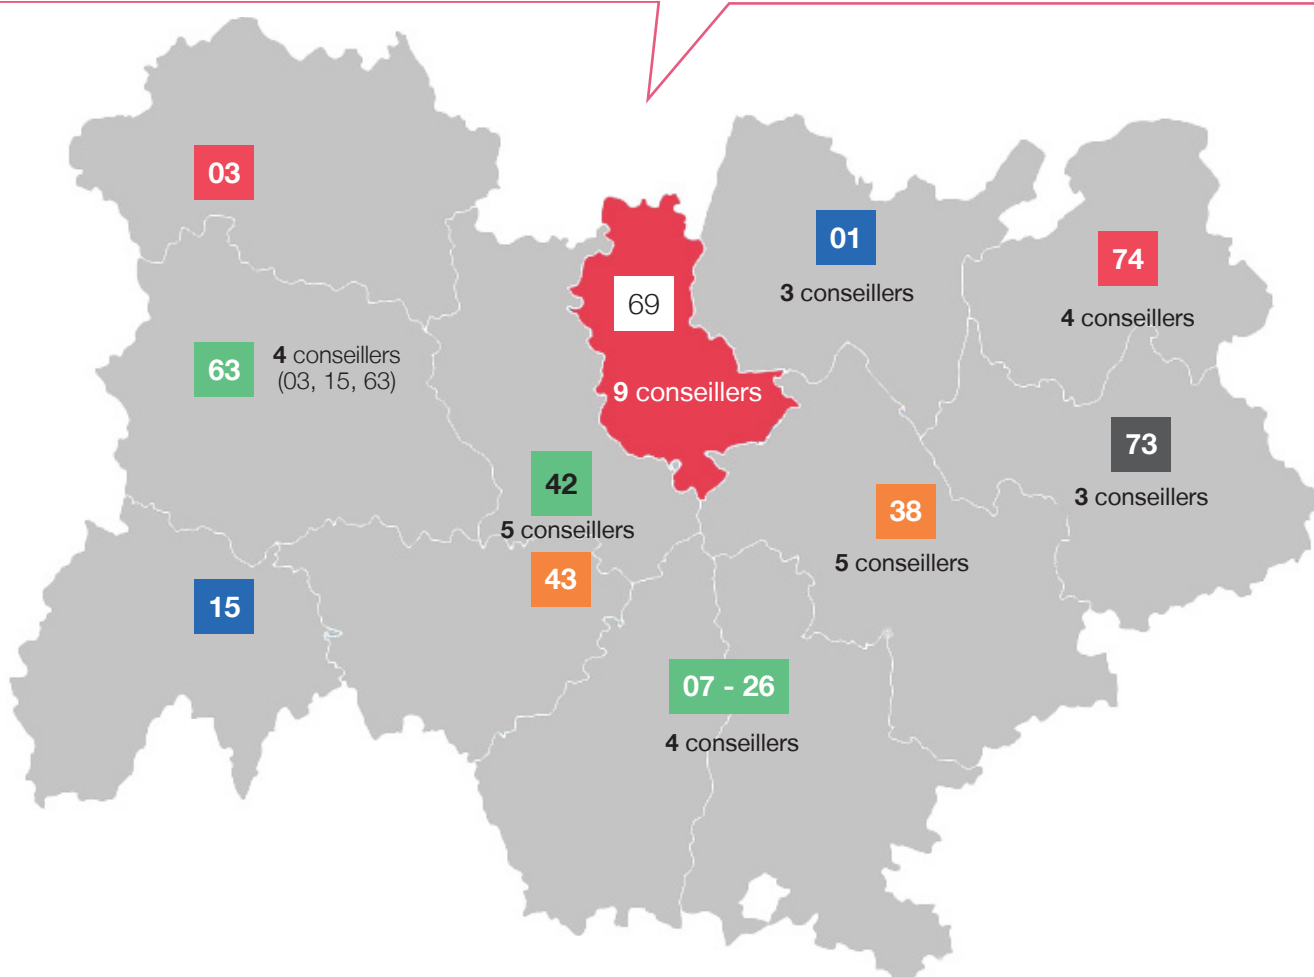 03
01
74
3 conseillers
69
4 conseillers
63
4 conseillers
(03, 15, 63)
9 conseillers
73
3 conseillers
42
5 conseillers
38
5 conseillers
43
15
07 - 26
4 conseillers